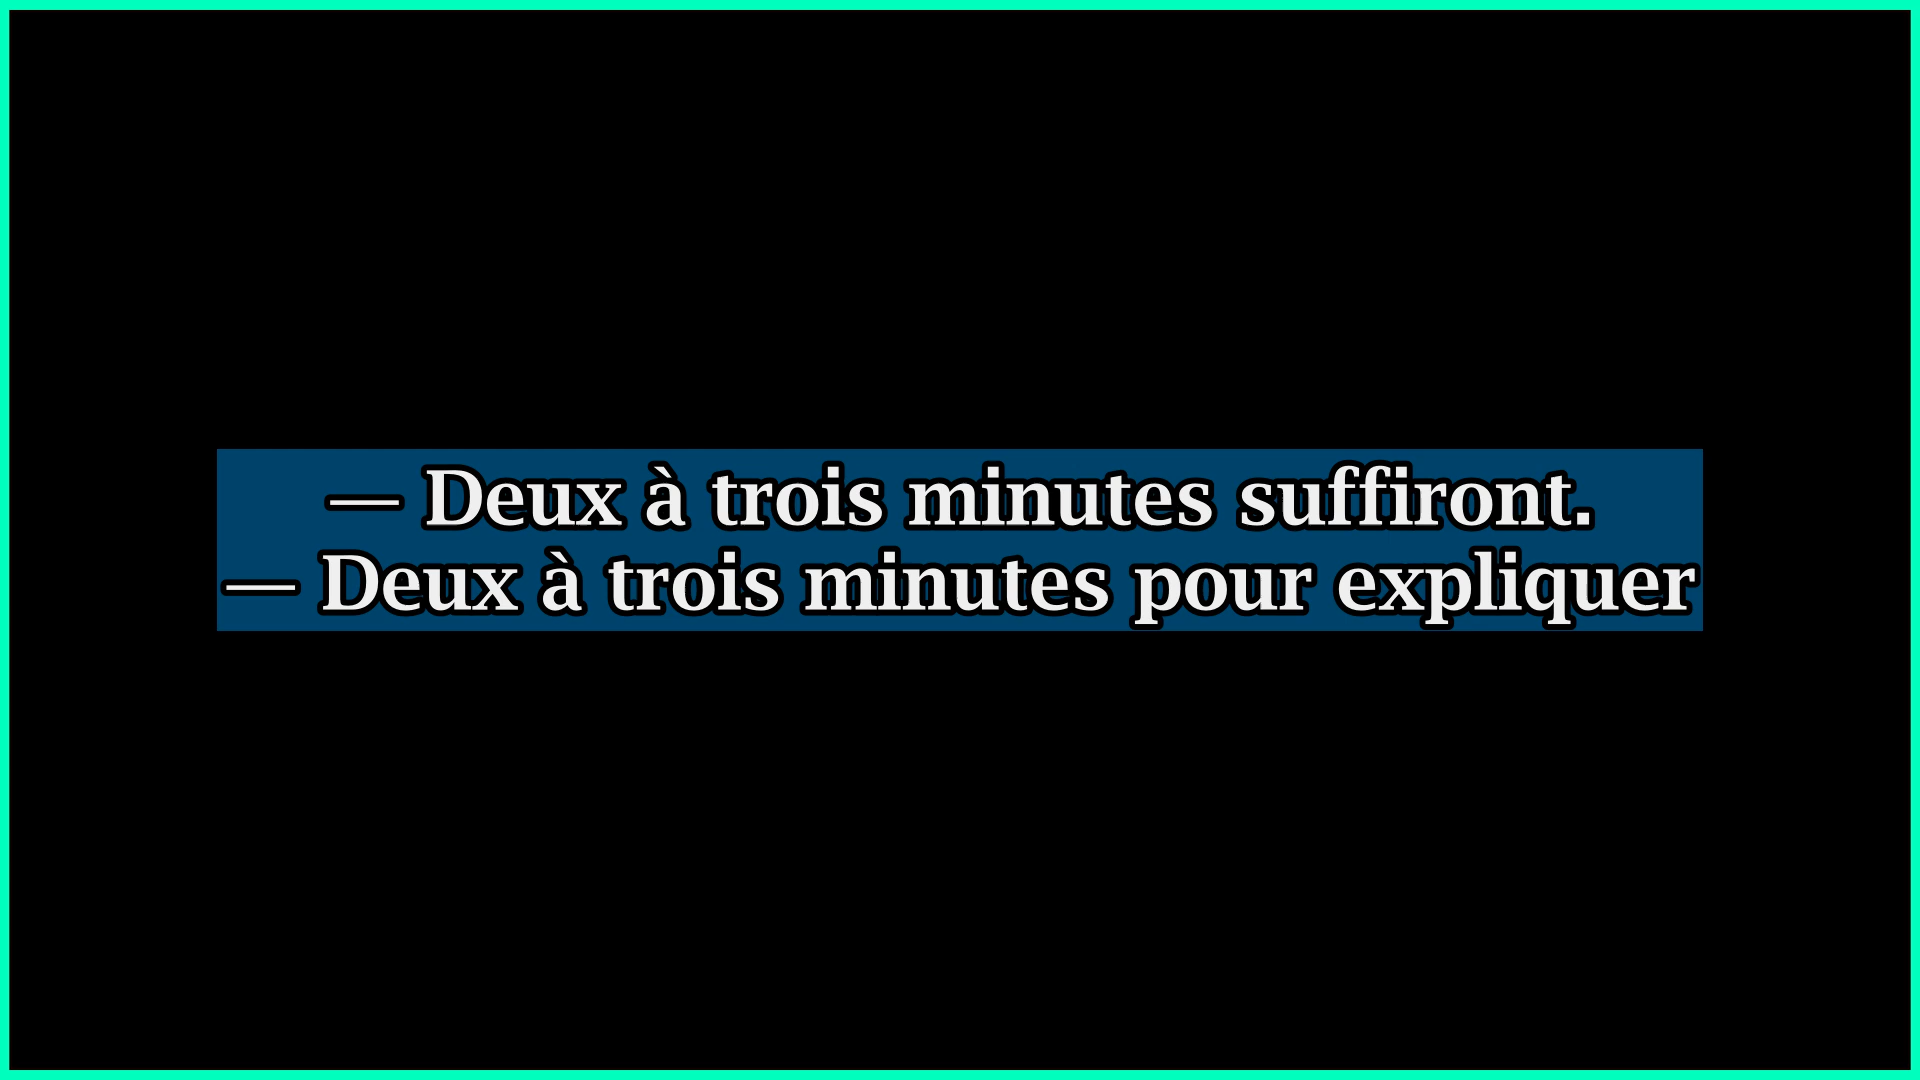 — Deux à trois minutes suffiront.
— Deux à trois minutes pour expliquer